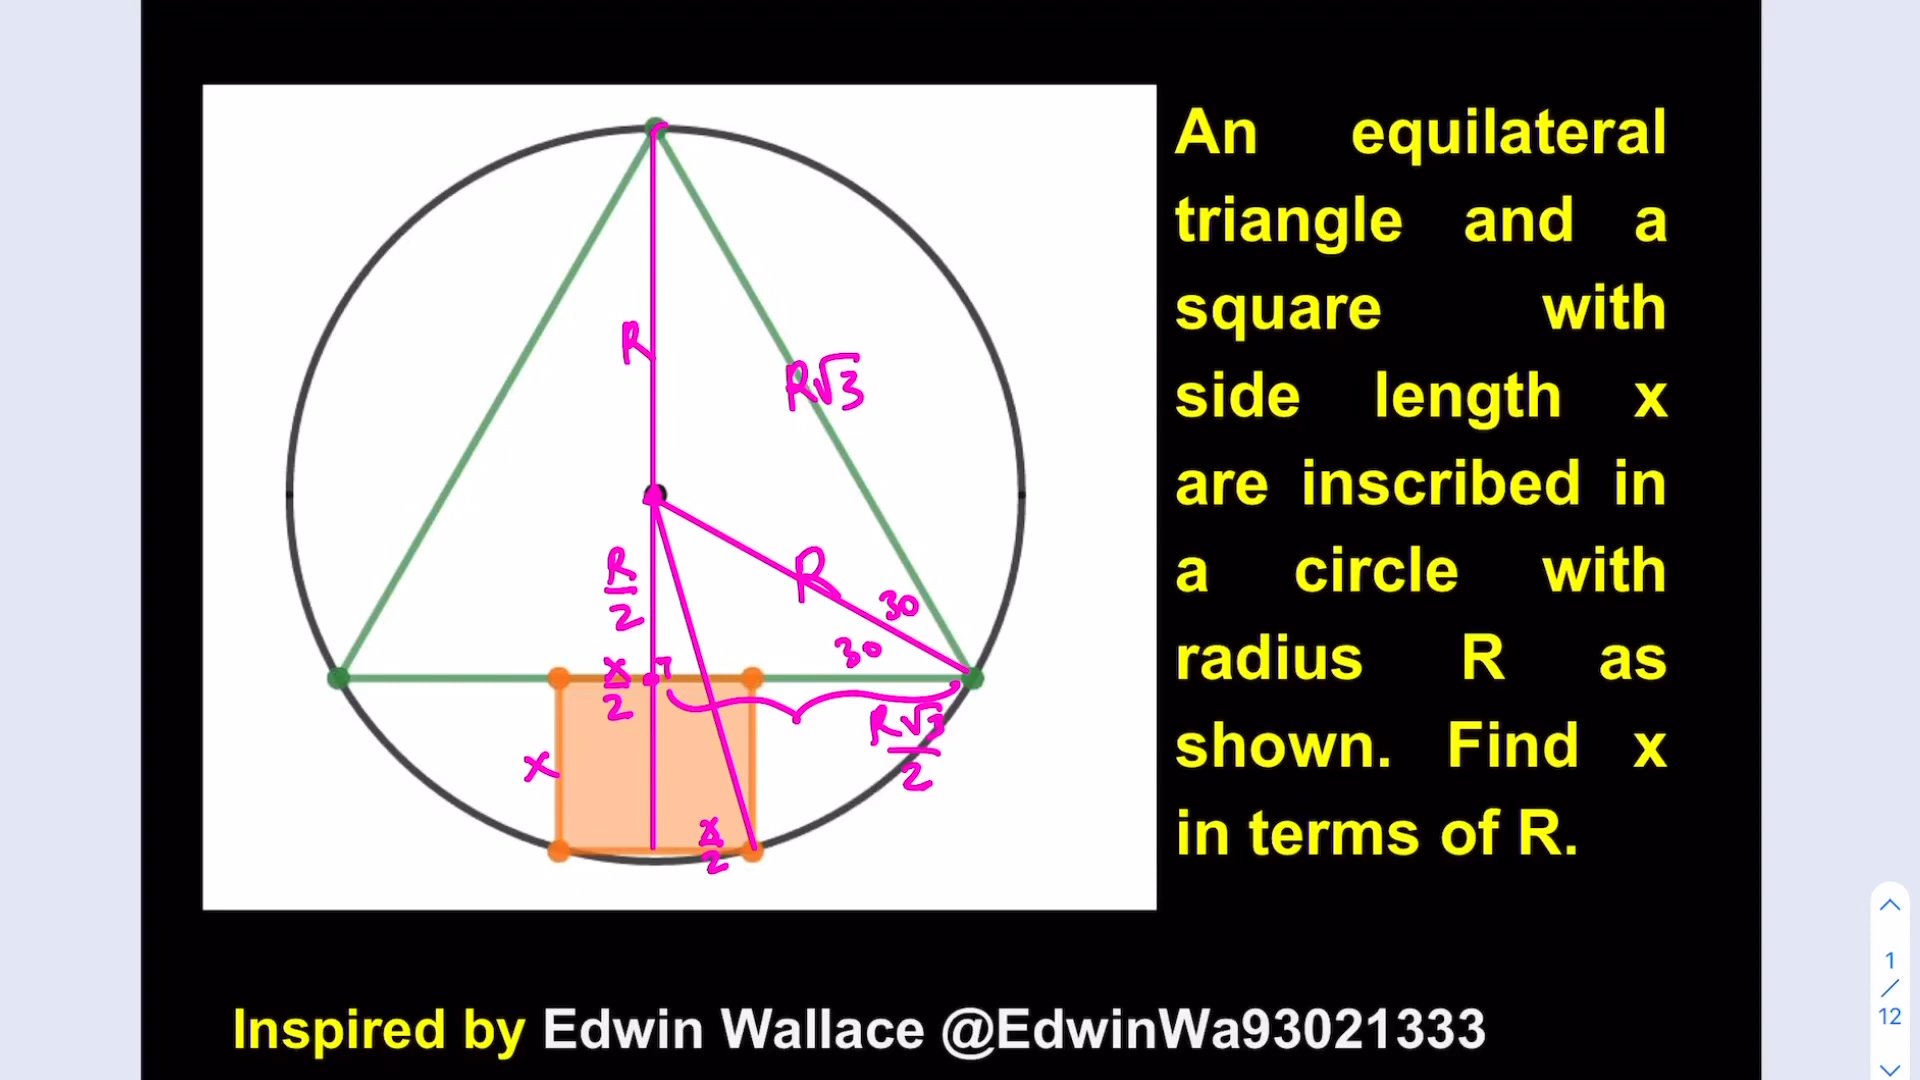 An equilateral
triangle and a
square with
side length x
are inscribed in
a circle with
radius R as
shown. Find x
in terms of R.
R
R√3
R/2
R
30
30
x/2
R√3/2
x
x/2
Inspired by Edwin Wallace @EdwinWa93021333
1
/
12